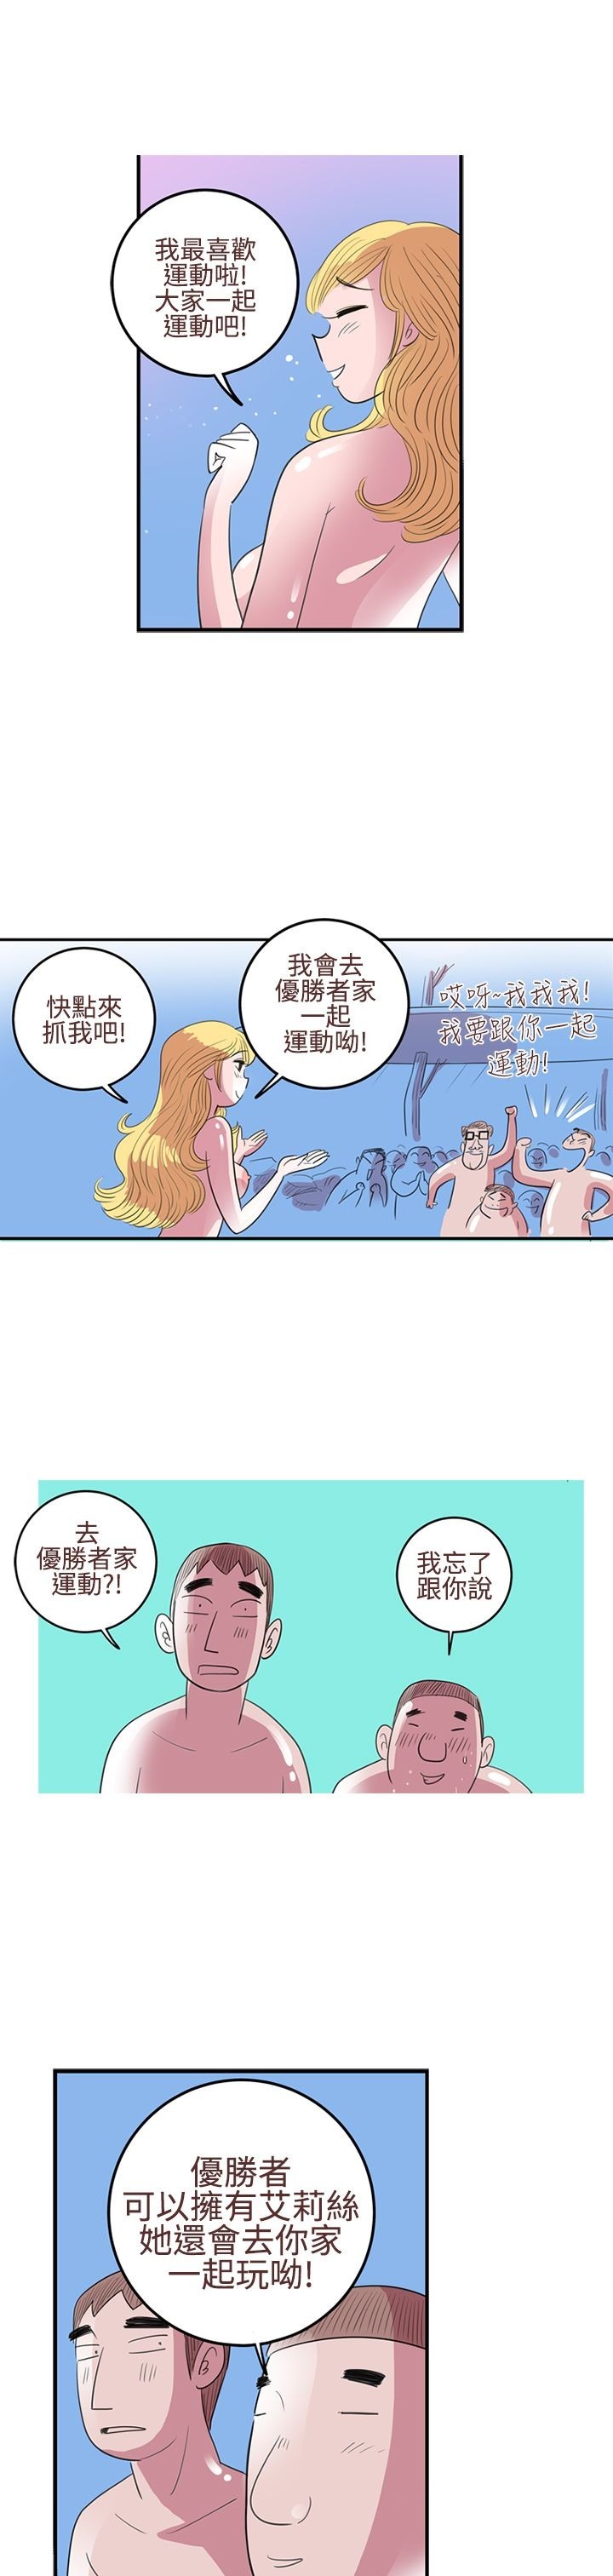 我最喜歡
運動啦!
大家一起
運動吧!
快點來
抓我吧!
我會去
優勝者家
一起
運動呦!
哎呀~我我我!
我要跟你一起
運動!
去
優勝者家
運動?!
我忘了
跟你說
優勝者
可以擁有艾莉絲
她還會去你家
一起玩呦!